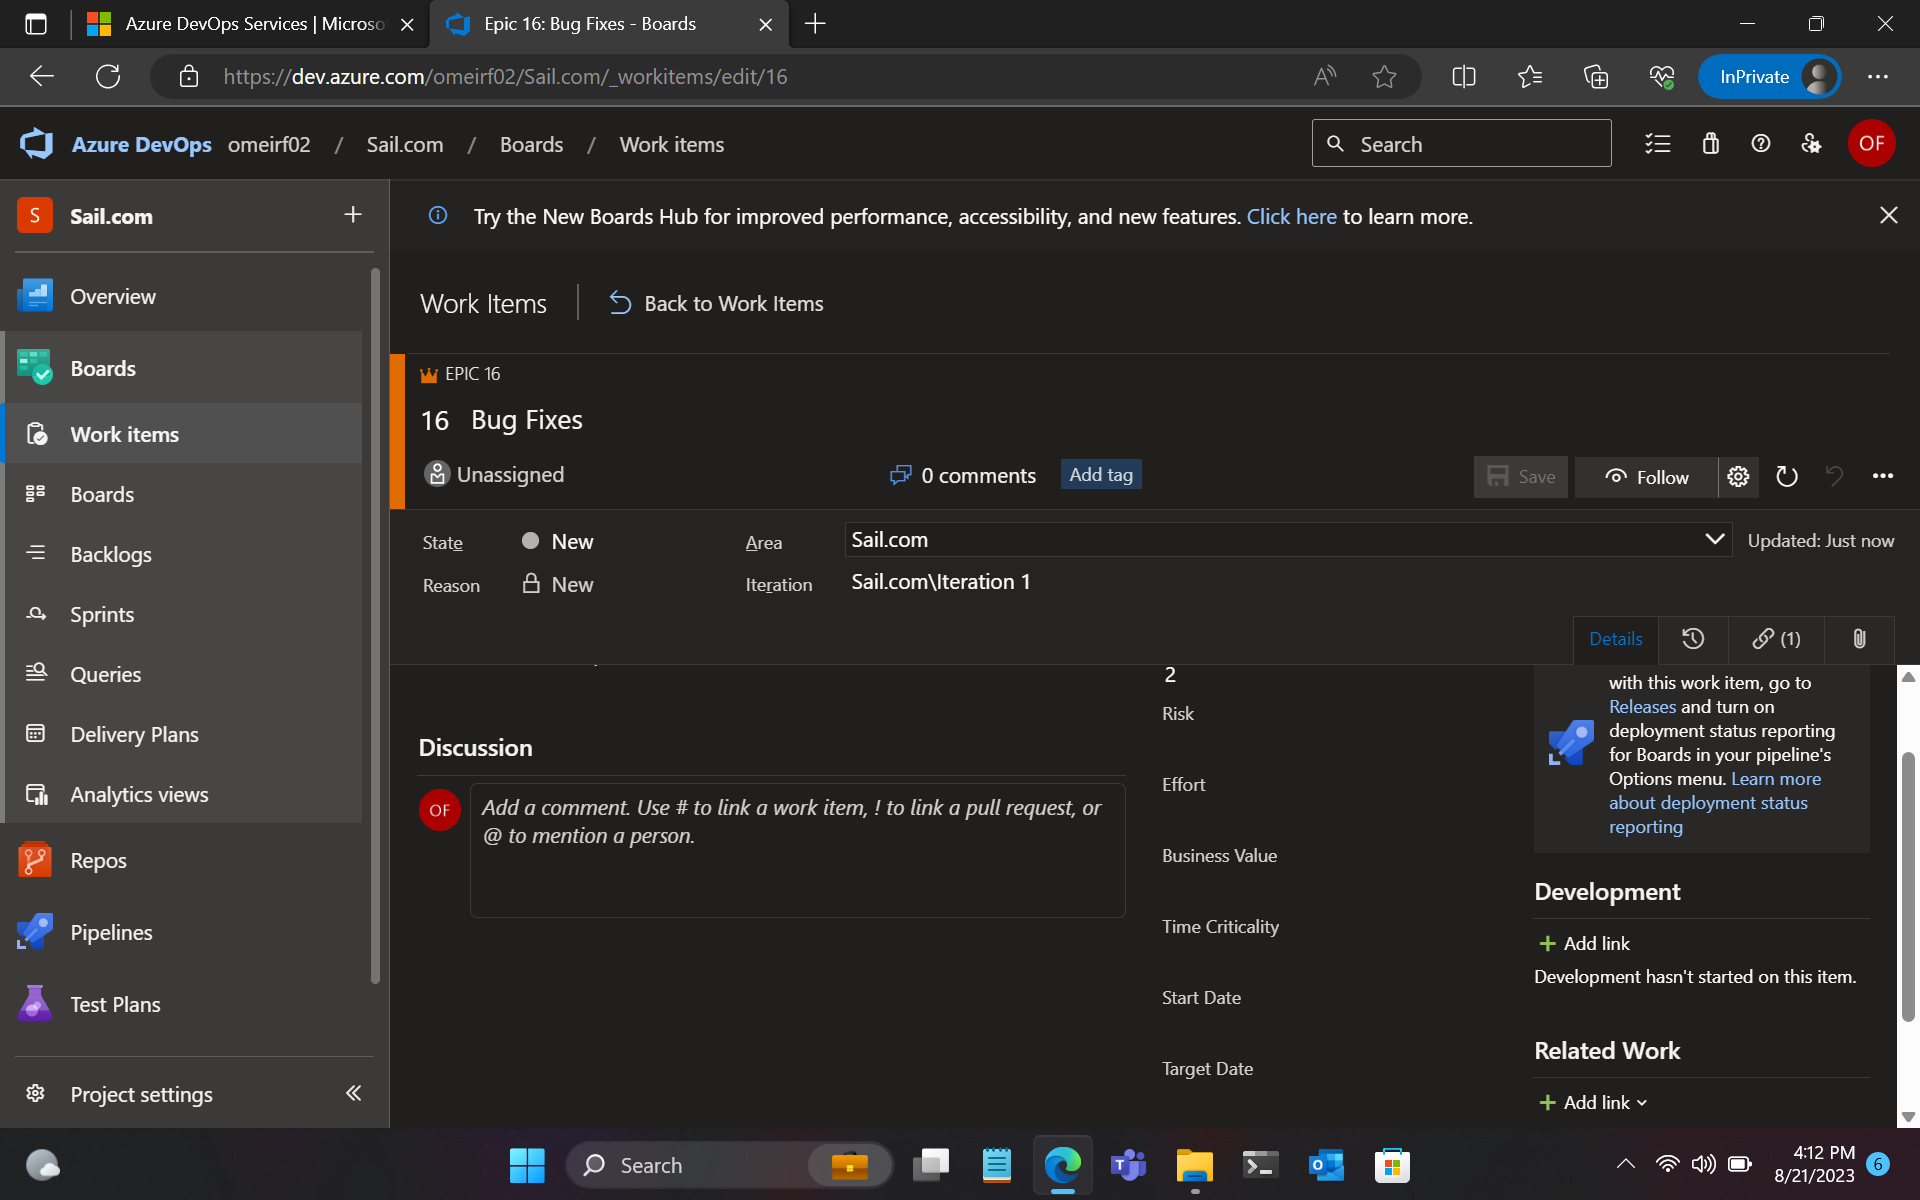 Azure DevOps Services | Microso
Epic 16: Bug Fixes - Boards
https://dev.azure.com/omeirf02/Sail.com/_workitems/edit/16
InPrivate
Azure DevOps omeirf02 / Sail.com / Boards / Work items
Search
OF
S Sail.com
Try the New Boards Hub for improved performance, accessibility, and new features. Click here to learn more.
Overview
Boards
Work items
Boards
Backlogs
Sprints
Queries
Delivery Plans
Analytics views
Repos
Pipelines
Test Plans
Project settings
Work Items
Back to Work Items
EPIC 16
16 Bug Fixes
Unassigned
0 comments
Add tag
Save
Follow
State New
Area Sail.com
Updated: Just now
Reason New
Iteration Sail.com\Iteration 1
Details
(1)
Discussion
OF
Add a comment. Use # to link a work item, ! to link a pull request, or
@ to mention a person.
2
Risk
Effort
Business Value
Time Criticality
Start Date
Target Date
with this work item, go to
Releases and turn on
deployment status reporting
for Boards in your pipeline's
Options menu. Learn more
about deployment status
reporting
Development
Add link
Development hasn't started on this item.
Related Work
Add link
Search
4:12 PM
8/21/2023
6